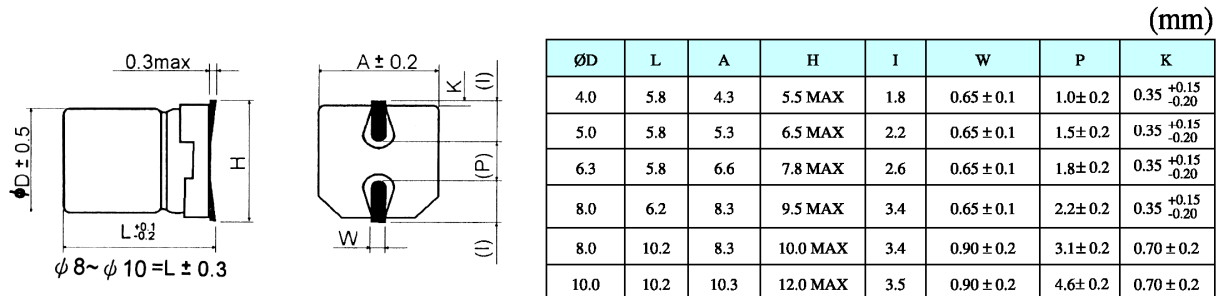 (mm)
0.3max
ϕD ± 0.5
H
L +0.1 -0.2
ψ8~ψ10=L ± 0.3
A ± 0.2
K
(I)
(P)
(I)
W
ØD L A H I W P K
4.0 5.8 4.3 5.5 MAX 1.8 0.65 ± 0.1 1.0± 0.2 0.35 +0.15 -0.20
5.0 5.8 5.3 6.5 MAX 2.2 0.65 ± 0.1 1.5± 0.2 0.35 +0.15 -0.20
6.3 5.8 6.6 7.8 MAX 2.6 0.65 ± 0.1 1.8± 0.2 0.35 +0.15 -0.20
8.0 6.2 8.3 9.5 MAX 3.4 0.65 ± 0.1 2.2± 0.2 0.35 +0.15 -0.20
8.0 10.2 8.3 10.0 MAX 3.4 0.90 ± 0.2 3.1± 0.2 0.70 ± 0.2
10.0 10.2 10.3 12.0 MAX 3.5 0.90 ± 0.2 4.6± 0.2 0.70 ± 0.2